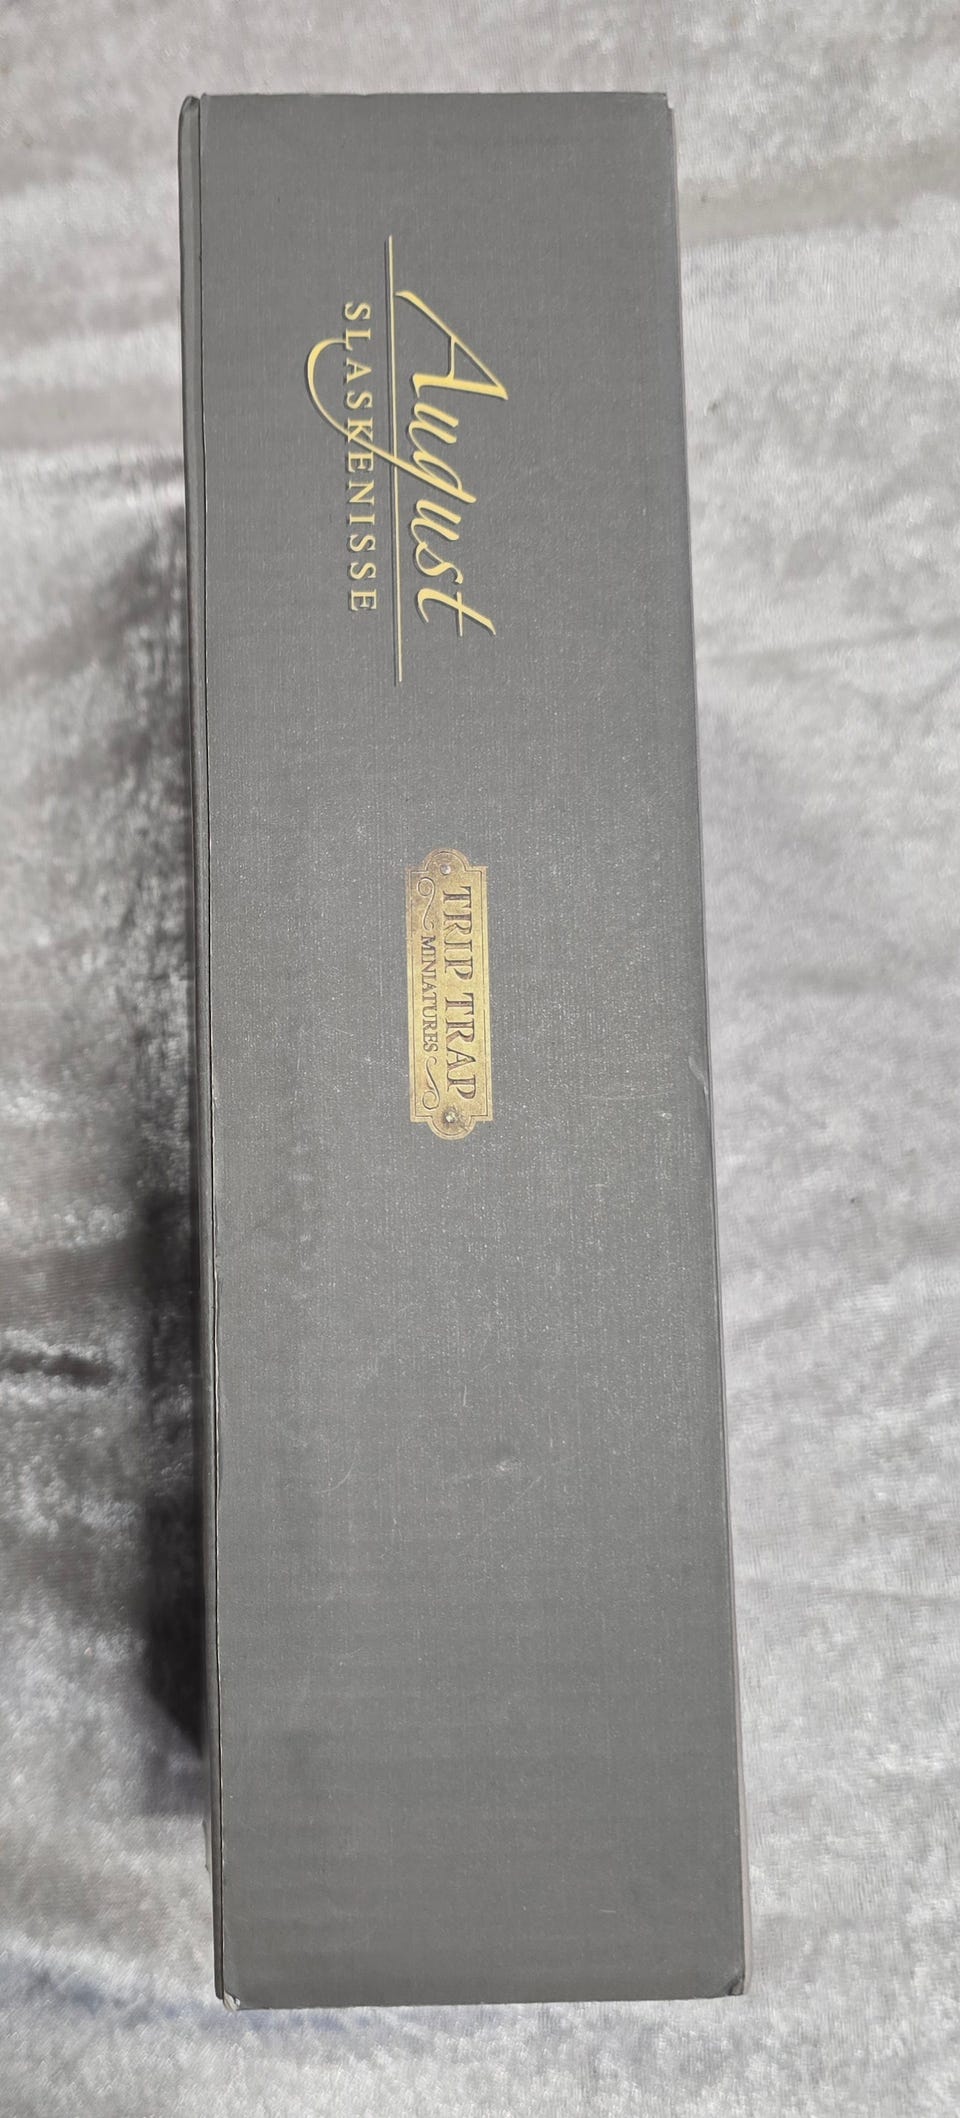 August
SLASKENISSE
TRIP TRAP
MINIATURES